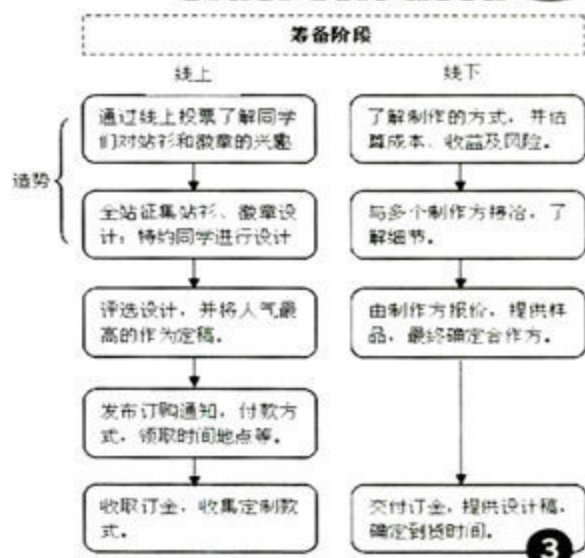 筹备阶段
线上
线下
造势
通过线上投票了解同学
们对站衫和徽章的兴趣
全站征集站衫、徽章设
计；特约同学进行设计
评选设计，并将人气最
高的作为定稿。
发布订购通知，付款方
式，领取时间地点等。
收取订金，收集定制款
式。
了解制作的方式，并估
算成本、收益及风险。
与多个制作方接洽，了
解细节。
由制作方报价，提供样
品，最终确定合作方。
交付订金，提供设计稿，
确定到货时间。
3